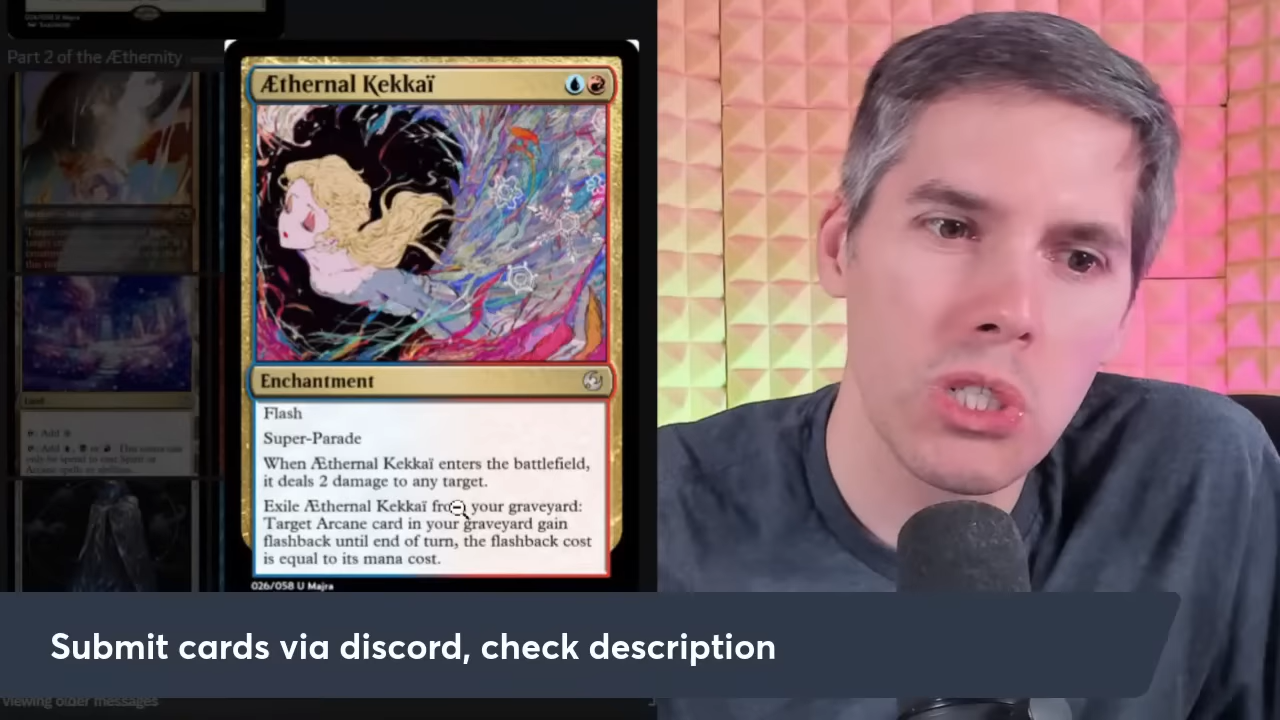 Part 2 of the Æthernity
Æthernal Kekkaï
Enchantment
Flash
Super-Parade
When Æthernal Kekkaï enters the battlefield,
it deals 2 damage to any target.
Exile Æthernal Kekkaï from your graveyard:
Target Arcane card in your graveyard gain
flashback until end of turn, the flashback cost
is equal to its mana cost.
026/058 U Majra
Submit cards via discord, check description
Viewing older messages